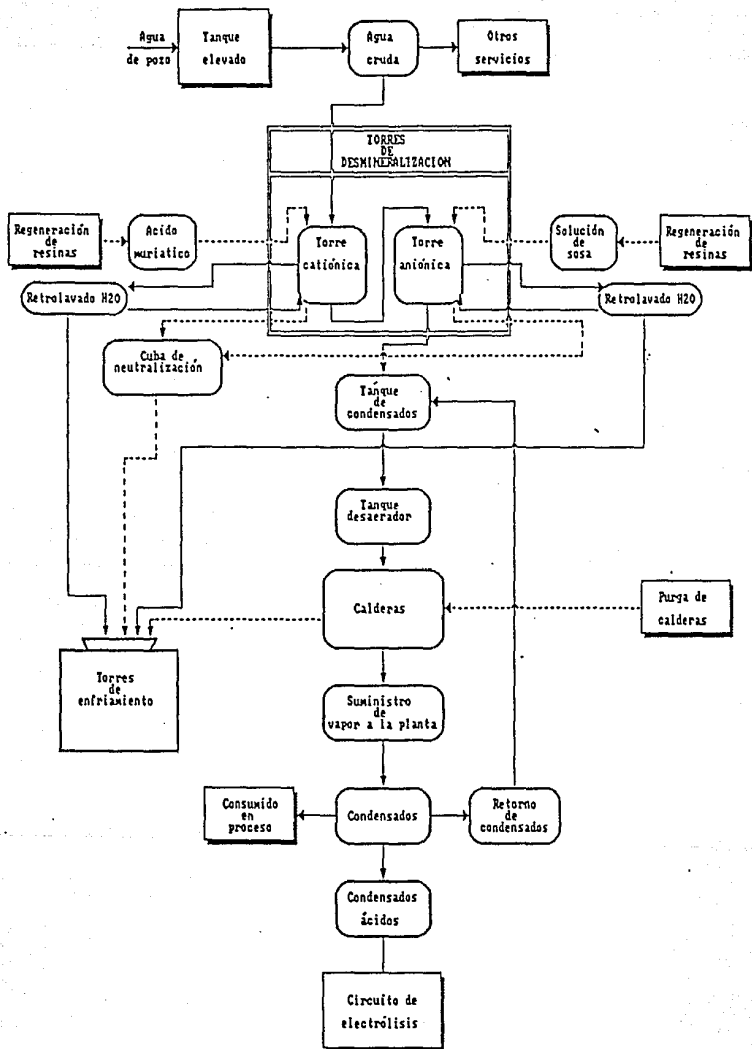 Agua
de pozo
Tanque
elevado
Agua
cruda
Otros
servicios
TORRES
DE
DESMINERALIZACION
Regeneración
de
resinas
Acido
muriatico
Torre
catiónica
Torre
aniónica
Solución
de
sosa
Regeneración
de
resinas
Retrolavado H2O
Retrolavado H2O
Cuba de
neutralización
Tanque
de
condensados
Tanque
desaerador
Calderas
Purga de
calderas
Torres
de
enfriamiento
Suministro
de
vapor a la planta
Consumido
en
proceso
Condensados
Retorno
de
condensados
Condensados
ácidos
Circuito de
electrólisis